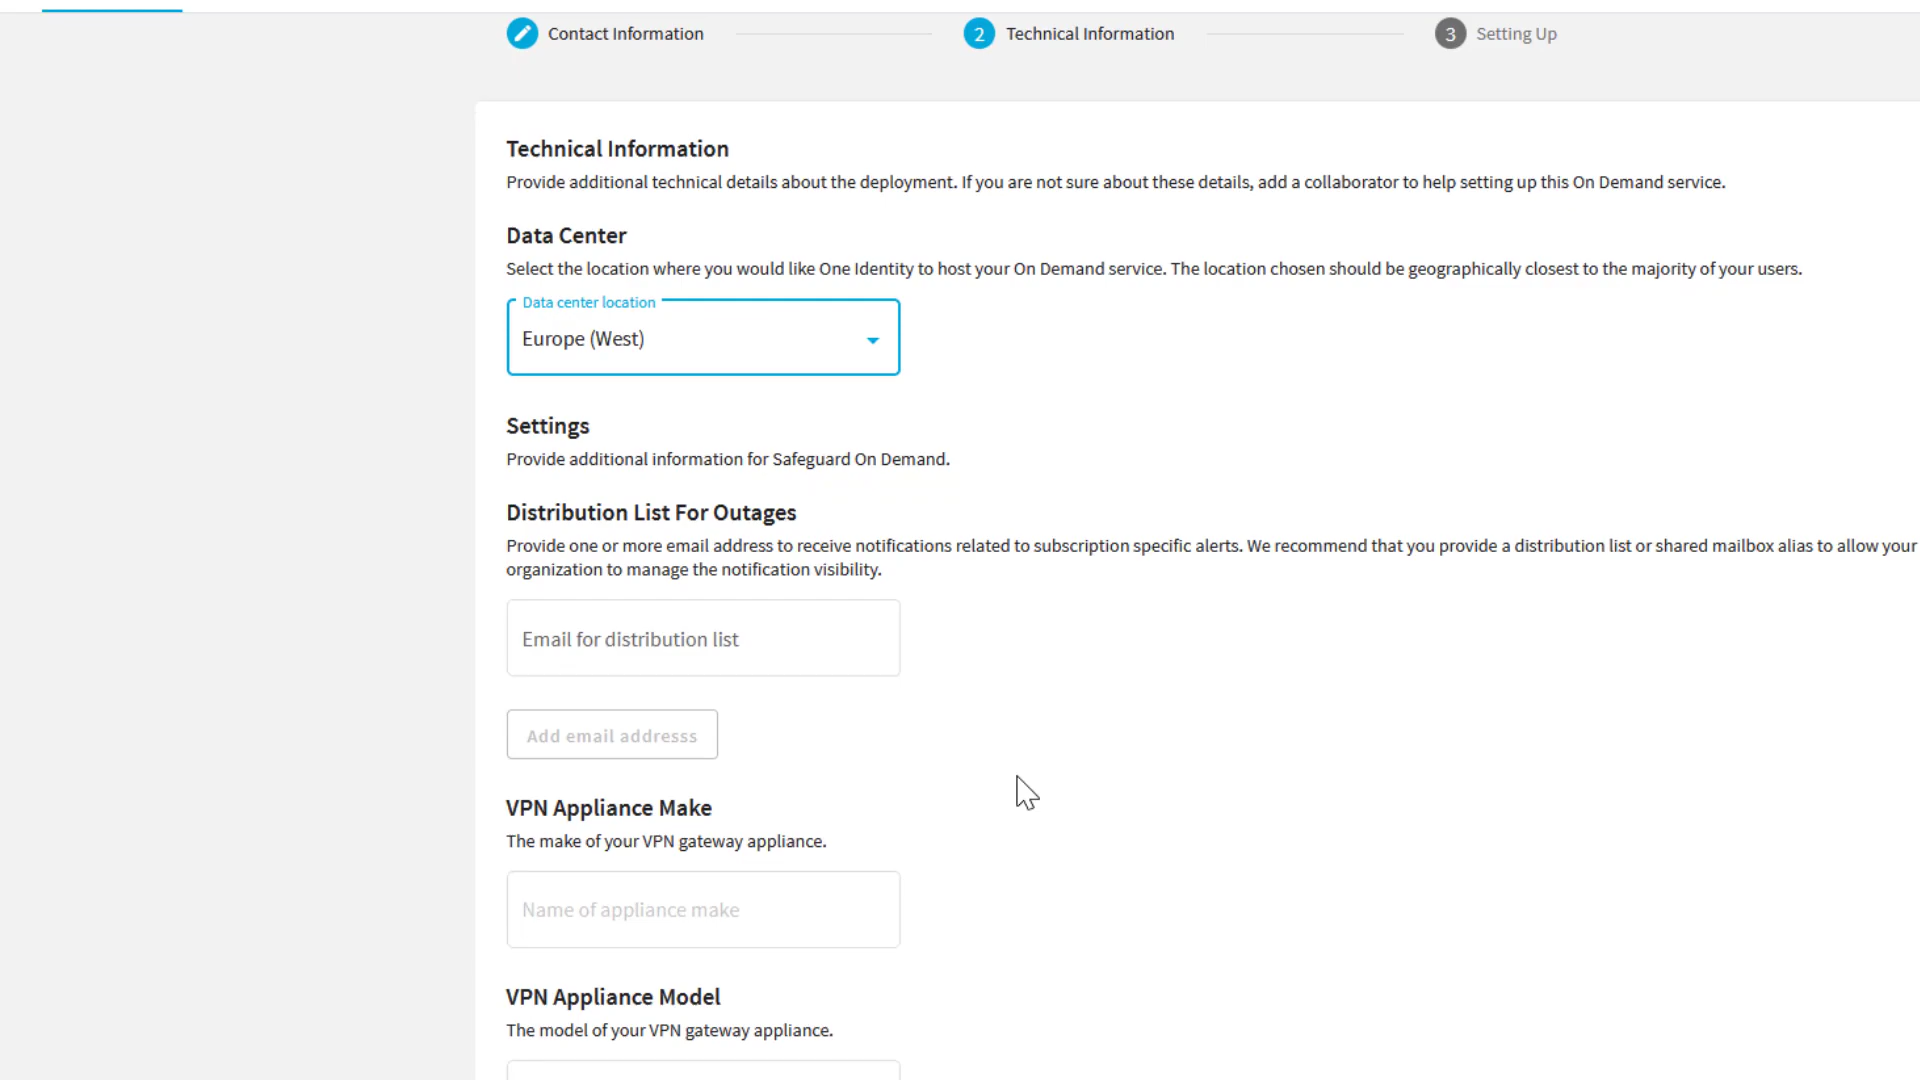 Contact Information
2 Technical Information
3 Setting Up
Technical Information
Provide additional technical details about the deployment. If you are not sure about these details, add a collaborator to help setting up this On Demand service.
Data Center
Select the location where you would like One Identity to host your On Demand service. The location chosen should be geographically closest to the majority of your users.
Data center location
Europe (West)
Settings
Provide additional information for Safeguard On Demand.
Distribution List For Outages
Provide one or more email address to receive notifications related to subscription specific alerts. We recommend that you provide a distribution list or shared mailbox alias to allow your
organization to manage the notification visibility.
Email for distribution list
Add email addresss
VPN Appliance Make
The make of your VPN gateway appliance.
Name of appliance make
VPN Appliance Model
The model of your VPN gateway appliance.